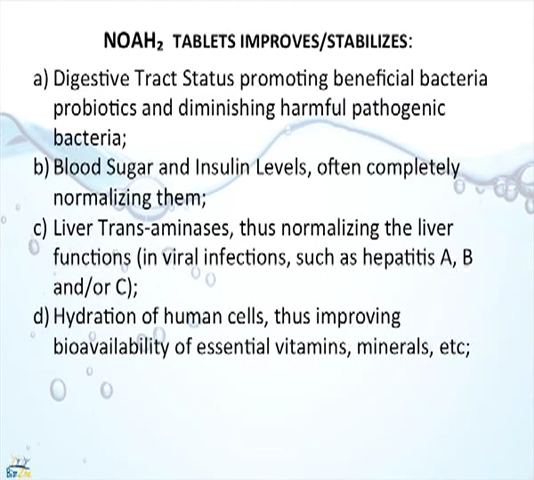 NOAH₂ TABLETS IMPROVES/STABILIZES:
a) Digestive Tract Status promoting beneficial bacteria
probiotics and diminishing harmful pathogenic
bacteria;
b) Blood Sugar and Insulin Levels, often completely
normalizing them;
c) Liver Trans-aminases, thus normalizing the liver
functions (in viral infections, such as hepatitis A, B
and/or C);
d) Hydration of human cells, thus improving
bioavailability of essential vitamins, minerals, etc;